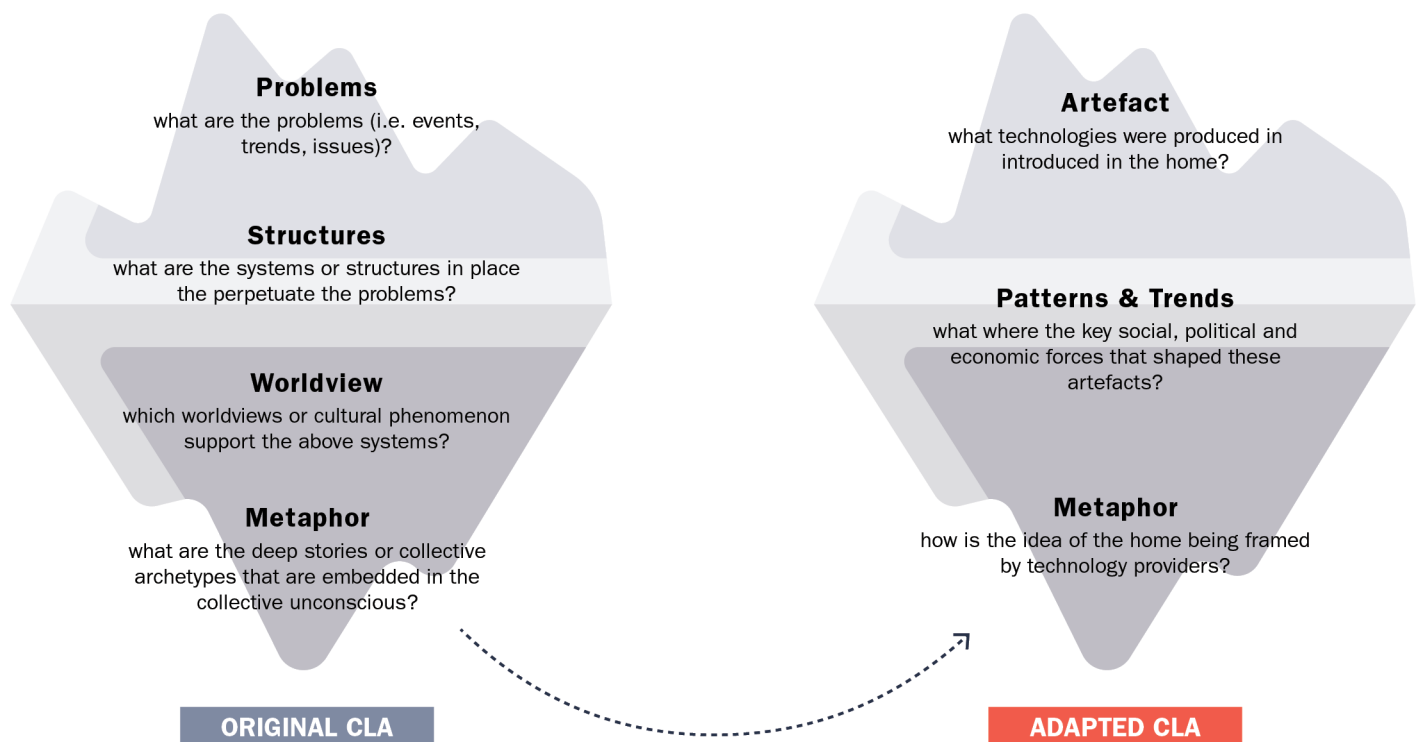 Problems
what are the problems (i.e. events,
trends, issues)?
Structures
what are the systems or structures in place
the perpetuate the problems?
Worldview
which worldviews or cultural phenomenon
support the above systems?
Metaphor
what are the deep stories or collective
archetypes that are embedded in the
collective unconscious?
ORIGINAL CLA
Artefact
what technologies were produced in
introduced in the home?
Patterns & Trends
what where the key social, political and
economic forces that shaped these
artefacts?
Metaphor
how is the idea of the home being framed
by technology providers?
ADAPTED CLA